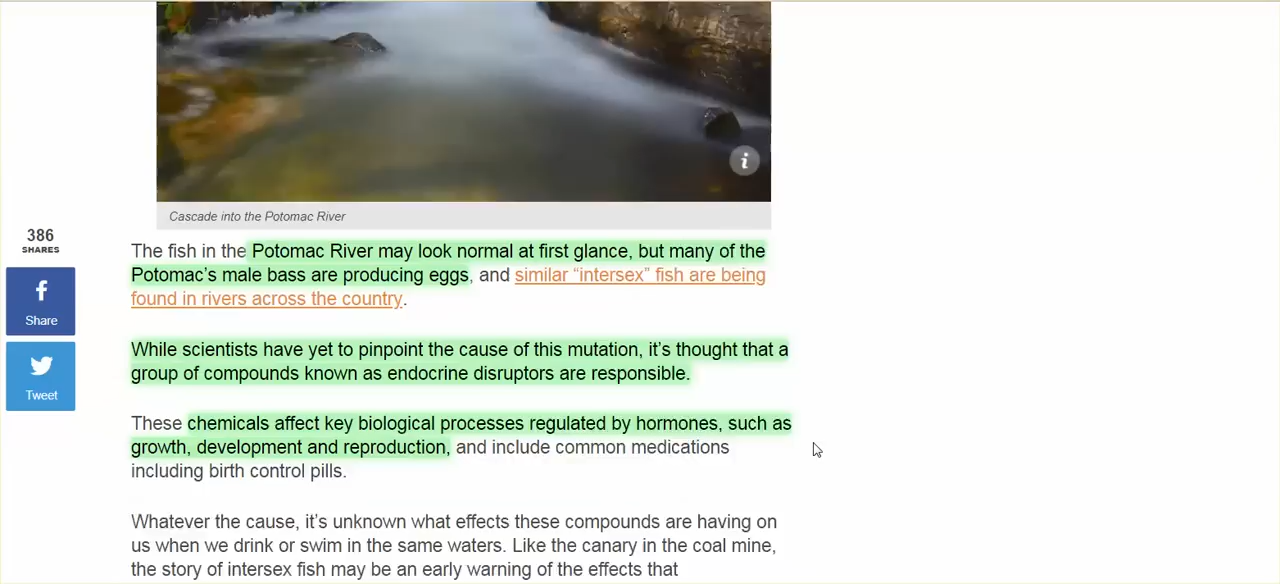 Cascade into the Potomac River
386
SHARES
Share
Tweet
The fish in the Potomac River may look normal at first glance, but many of the
Potomac’s male bass are producing eggs, and similar “intersex” fish are being
found in rivers across the country.
While scientists have yet to pinpoint the cause of this mutation, it’s thought that a
group of compounds known as endocrine disruptors are responsible.
These chemicals affect key biological processes regulated by hormones, such as
growth, development and reproduction, and include common medications
including birth control pills.
Whatever the cause, it’s unknown what effects these compounds are having on
us when we drink or swim in the same waters. Like the canary in the coal mine,
the story of intersex fish may be an early warning of the effects that